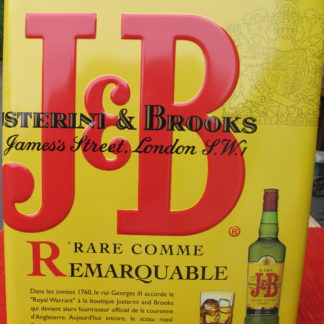 J&B
USTERINI & BROOKS
James's Street, London S.W.1
®
RARE COMME
REMARQUABLE
Dans les années 1760, le roi Georges III accorde le
"Royal Warrant" à la boutique Justerini and Brooks
qui devient alors fournisseur officiel de la couronne
d'Angleterre. Aujourd'hui encore, le sceau royal
RARE
J&B